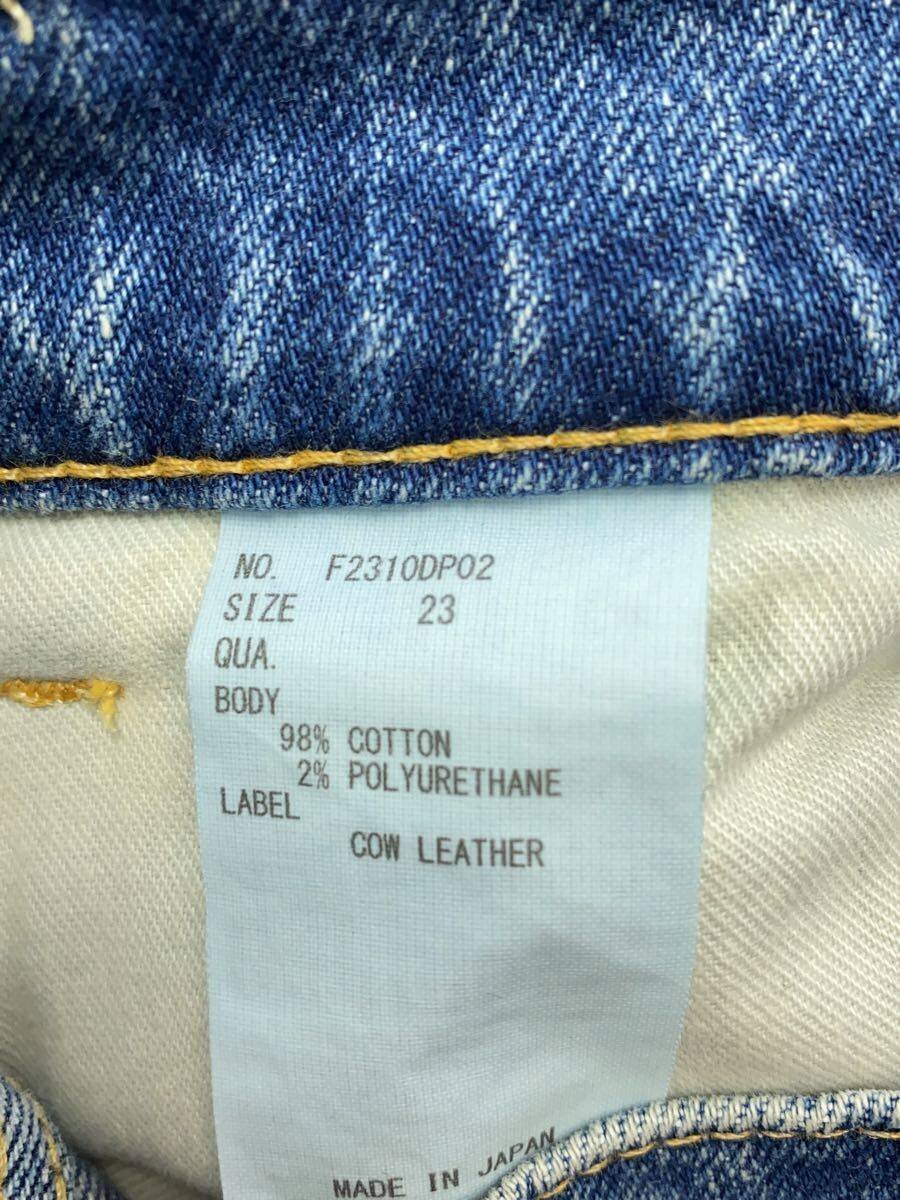 NO. F2310DP02
SIZE 23
QUA.
BODY
98% COTTON
2% POLYURETHANE
LABEL
COW LEATHER
MADE IN JAPAN